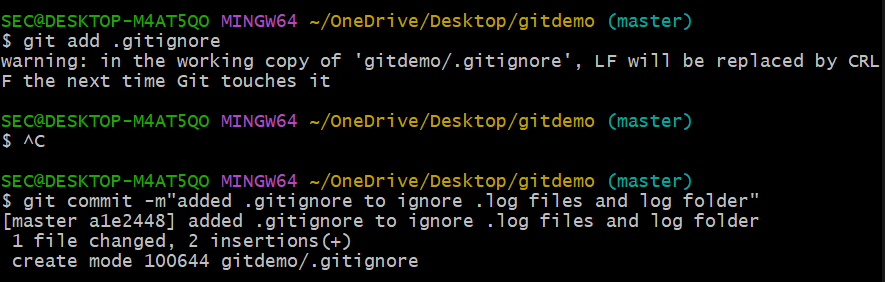 SEC@DESKTOP-M4AT5QO MINGW64 ~/OneDrive/Desktop/gitdemo (master)
$ git add .gitignore
warning: in the working copy of 'gitdemo/.gitignore', LF will be replaced by CRL
F the next time Git touches it
SEC@DESKTOP-M4AT5QO MINGW64 ~/OneDrive/Desktop/gitdemo (master)
$ ^C
SEC@DESKTOP-M4AT5QO MINGW64 ~/OneDrive/Desktop/gitdemo (master)
$ git commit -m"added .gitignore to ignore .log files and log folder"
[master a1e2448] added .gitignore to ignore .log files and log folder
 1 file changed, 2 insertions(+)
 create mode 100644 gitdemo/.gitignore